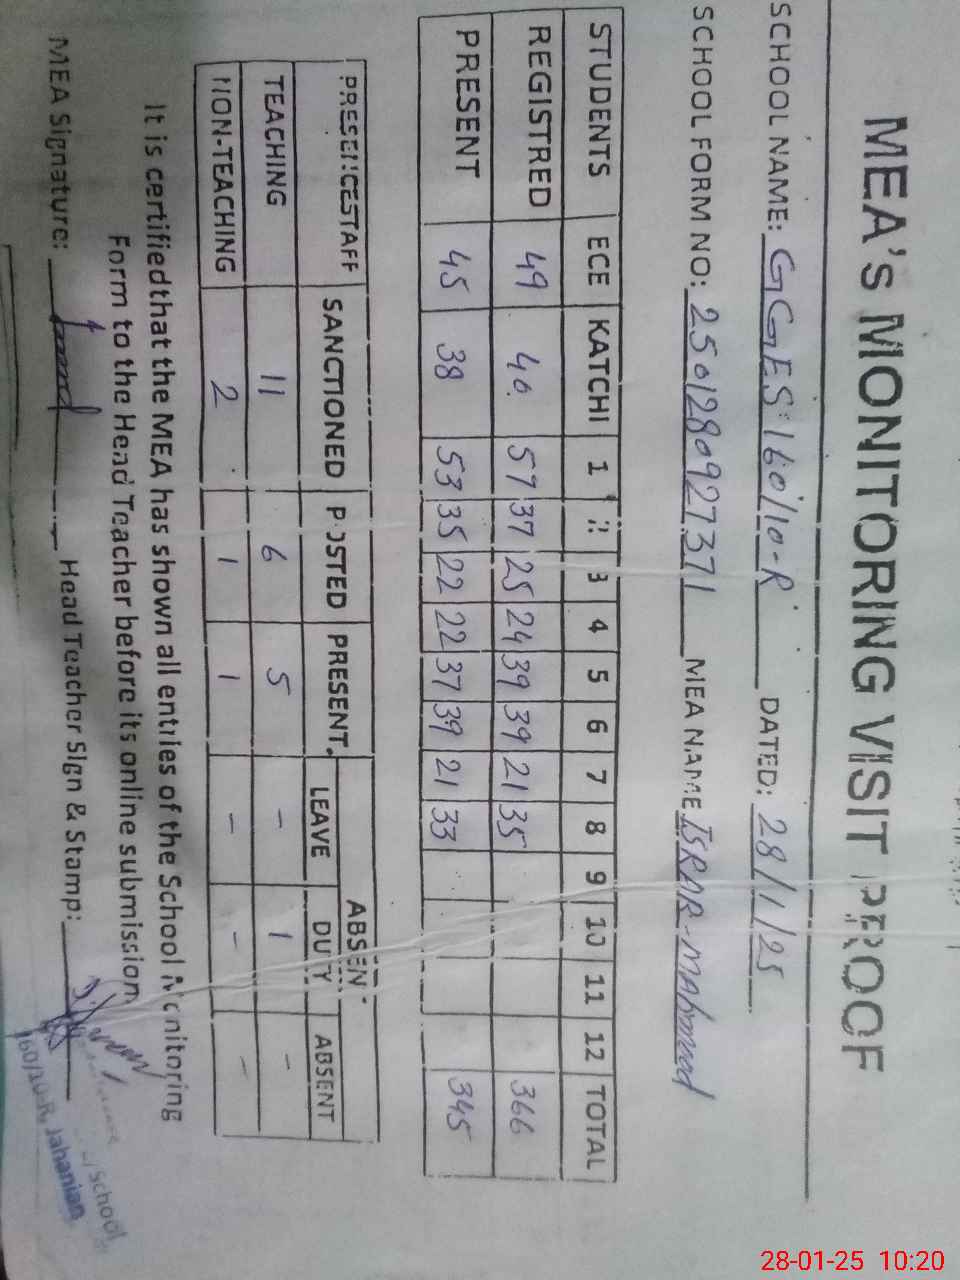 MEA'S MONITORING VISIT PROOF
SCHOOL NAME: GGES 160/10-R DATED: 28/1/25
SCHOOL FORM NO: 2501280927371 MEA NAME ISRAR-Mahmood
STUDENTS ECE KATCHI 1 2 3 4 5 6 7 8 9 10 11 12 TOTAL
REGISTRED 49 40 57 37 25 24 39 39 21 35 366
PRESENT 45 38 53 35 22 22 37 39 21 33 345
PRESENCE STAFF SANCTIONED POSTED PRESENT ABSENT
LEAVE DUTY ABSENT
TEACHING 11 6 5 - 1 -
NON-TEACHING 2 1 1 - - -
It is certified that the MEA has shown all entries of the School Monitoring
Form to the Head Teacher before its online submission
MEA Signature: Head Teacher Sign & Stamp:
School
160/10-R, Jahanian
28-01-25 10:20